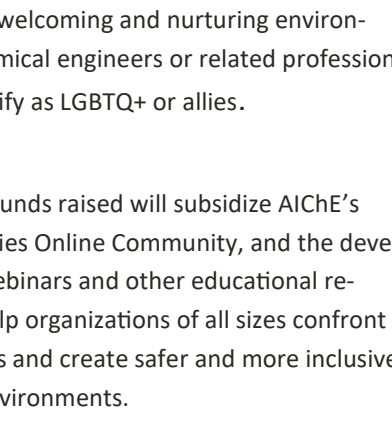 welcoming and nurturing environ-
mical engineers or related profession
ify as LGBTQ+ or allies.
unds raised will subsidize AIChE’s
ies Online Community, and the deve
ebinars and other educational re-
lp organizations of all sizes confront
s and create safer and more inclusive
vironments.